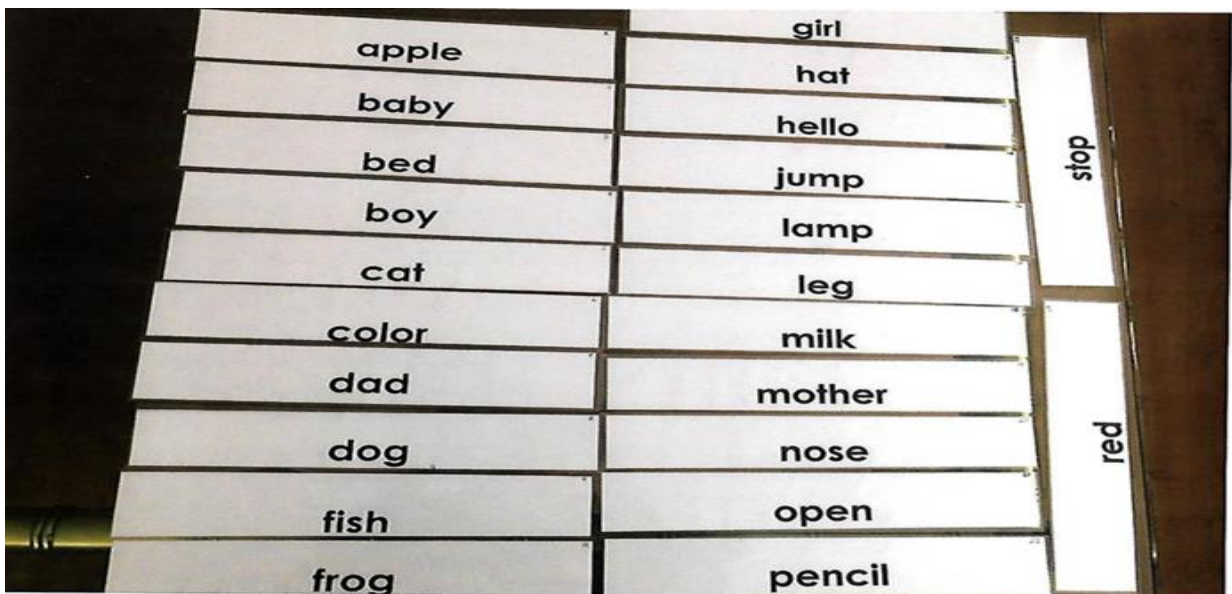 apple
baby
bed
boy
cat
color
dad
dog
fish
frog
girl
hat
hello
jump
lamp
leg
milk
mother
nose
open
pencil
stop
red